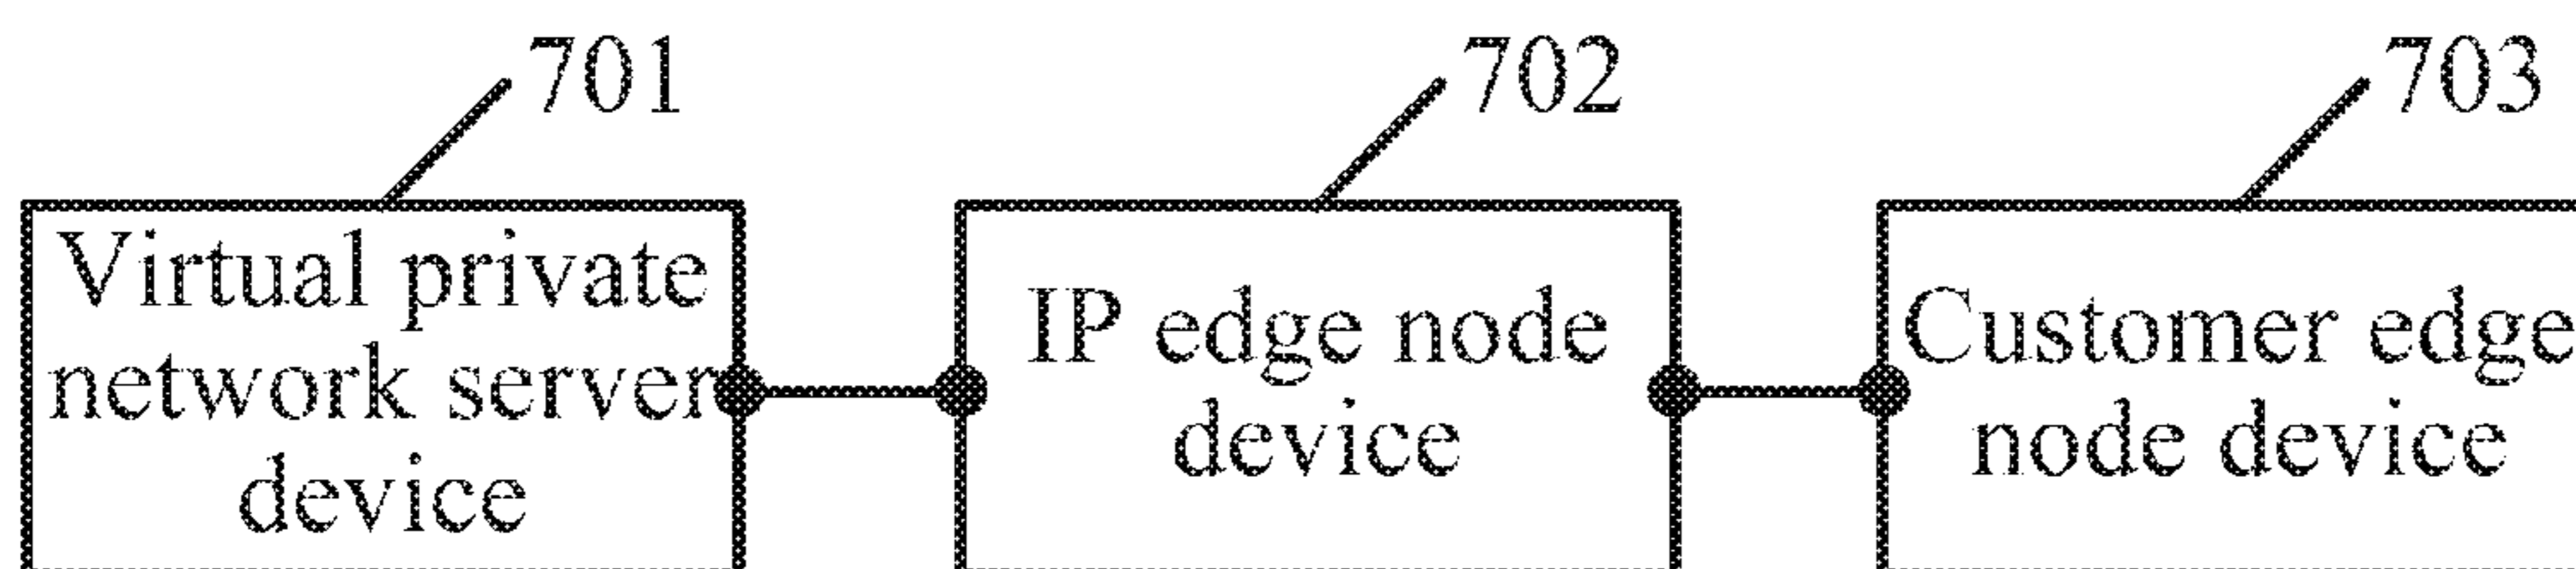 701
702
703
Virtual private
network server
device
IP edge node
device
Customer edge
node device